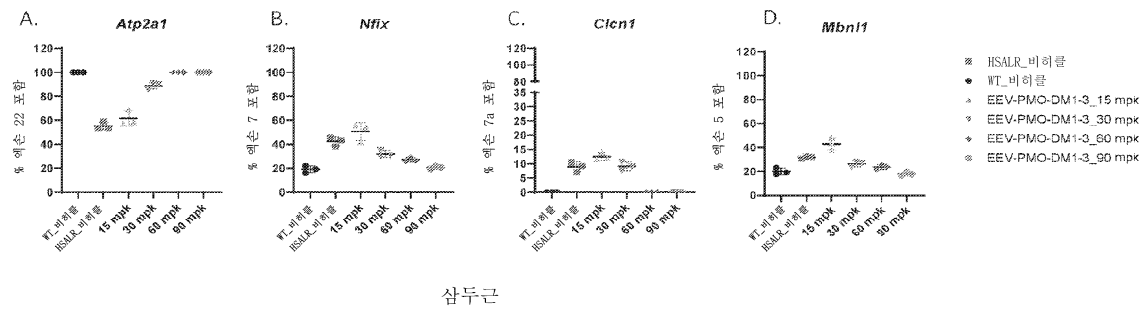 A. Atp2a1
% 엑손 22 포함
120
100
80
60
40
20
0
WT_비히클
HSALR_비히클
15 mpk
30 mpk
60 mpk
90 mpk
B. Nfix
% 엑손 7 포함
120
100
80
60
40
20
0
WT_비히클
HSALR_비히클
15 mpk
30 mpk
60 mpk
90 mpk
C. Clcn1
% 엑손 7a 포함
120
100
80
35
30
25
20
15
10
5
0
WT_비히클
HSALR_비히클
15 mpk
30 mpk
60 mpk
90 mpk
D. Mbnl1
% 엑손 5 포함
120
100
80
60
40
20
0
WT_비히클
HSALR_비히클
15 mpk
30 mpk
60 mpk
90 mpk
HSALR_비히클
WT_비히클
EEV-PMO-DM1-3_15 mpk
EEV-PMO-DM1-3_30 mpk
EEV-PMO-DM1-3_60 mpk
EEV-PMO-DM1-3_90 mpk
삼두근